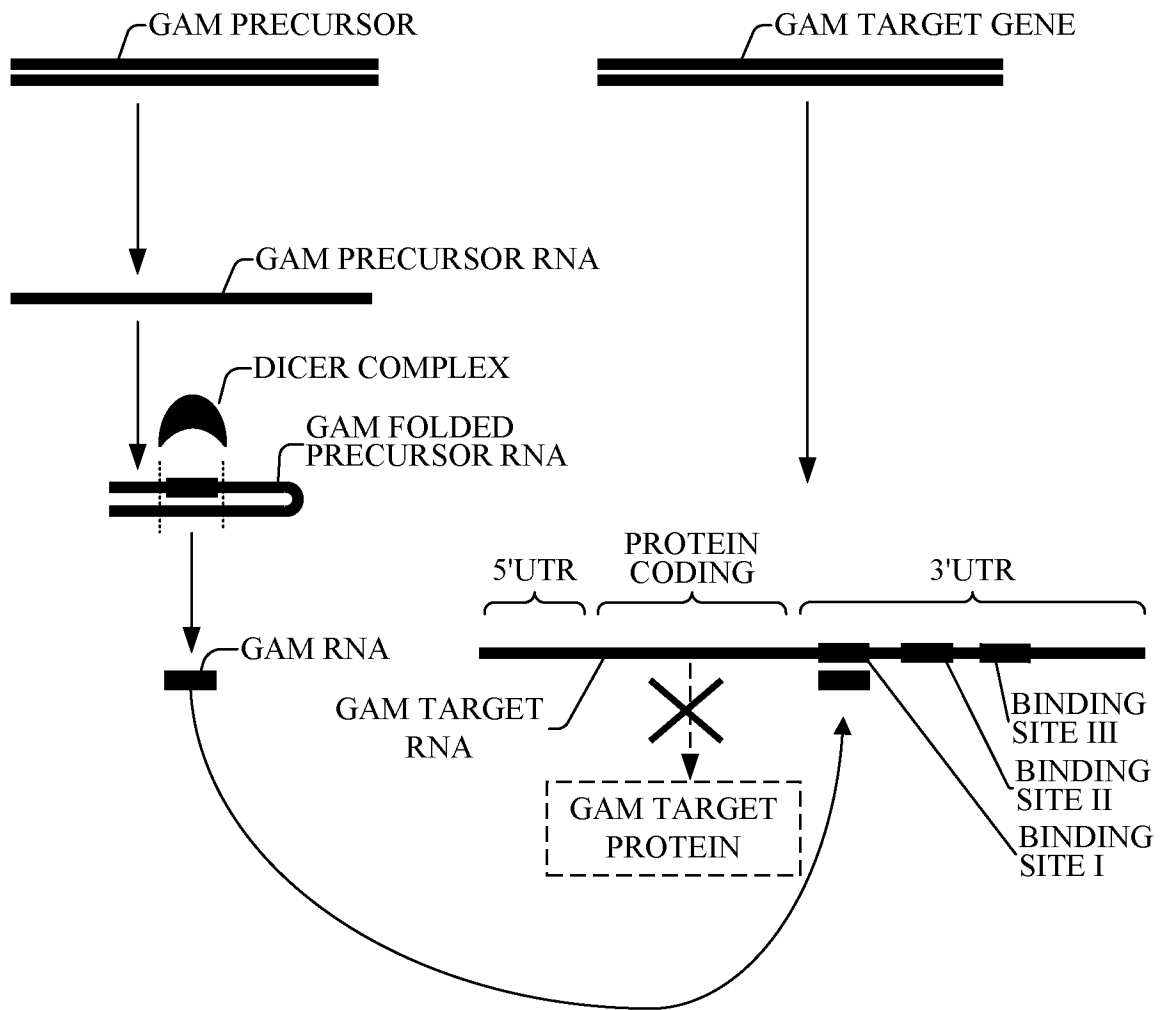 GAM PRECURSOR
GAM TARGET GENE
GAM PRECURSOR RNA
DICER COMPLEX
GAM FOLDED
PRECURSOR RNA
5'UTR
PROTEIN
CODING
3'UTR
GAM RNA
GAM TARGET
RNA
BINDING
SITE III
BINDING
SITE II
BINDING
SITE I
GAM TARGET
PROTEIN